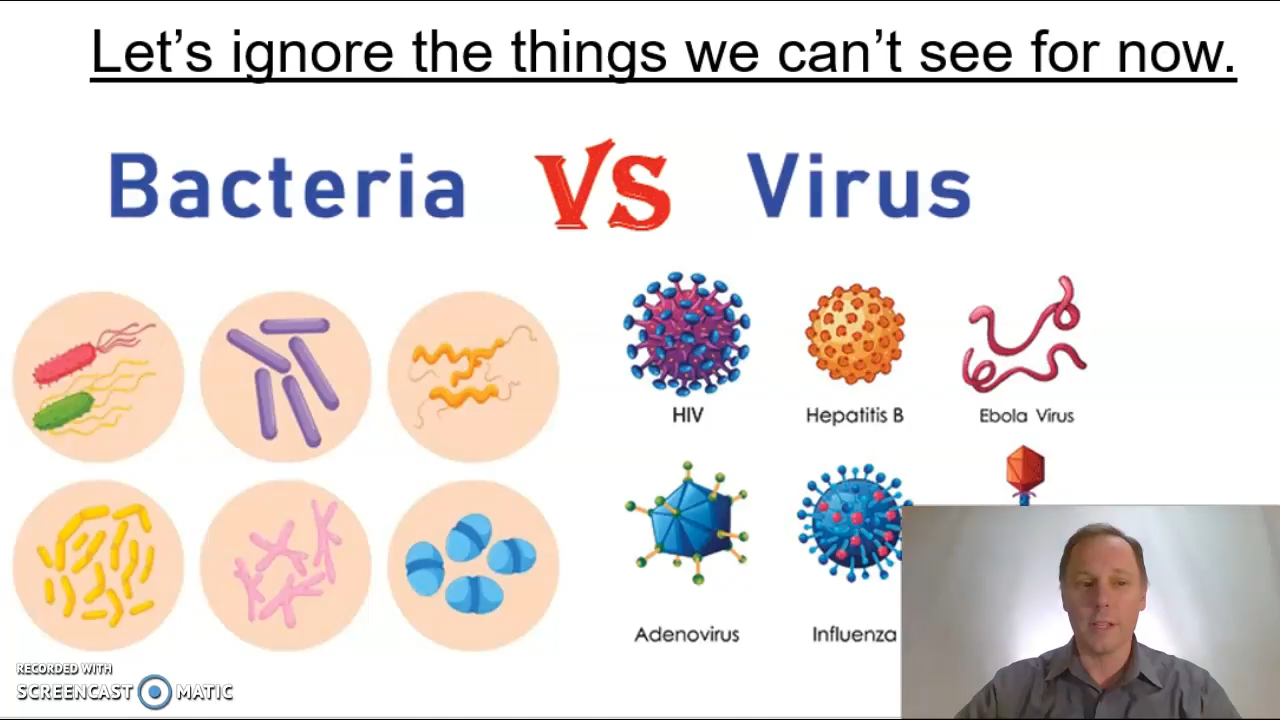 Let's ignore the things we can't see for now.
Bacteria VS Virus
HIV Hepatitis B Ebola Virus
Adenovirus Influenza
RECORDED WITH
SCREENCAST MATIC